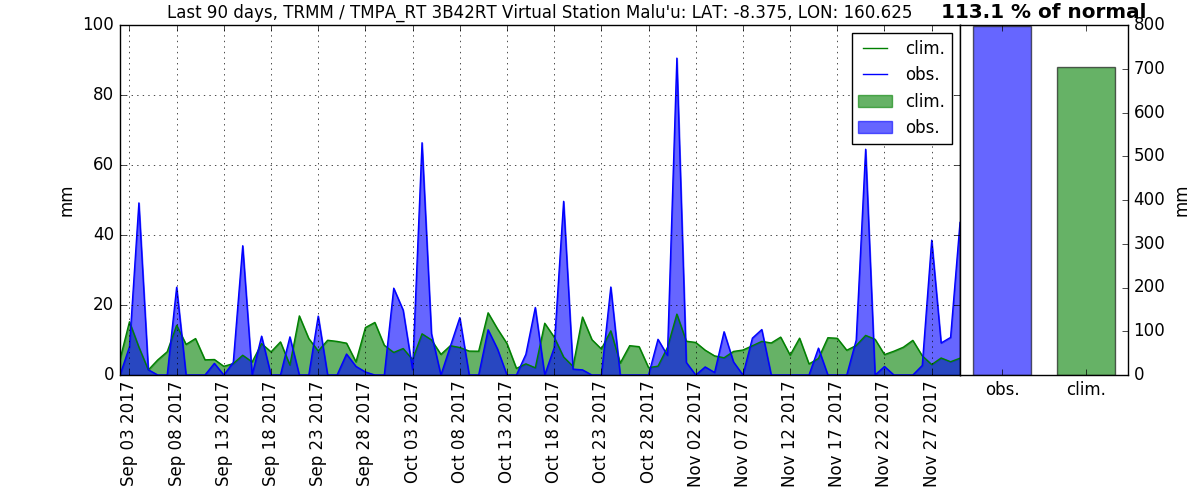 Last 90 days, TRMM / TMPA_RT 3B42RT Virtual Station Malu'u: LAT: -8.375, LON: 160.625
113.1 % of normal
100
80
60
40
20
0
mm
clim.
obs.
clim.
obs.
800
700
600
500
400
300
200
100
0
mm
obs.
clim.
Sep 03 2017
Sep 08 2017
Sep 13 2017
Sep 18 2017
Sep 23 2017
Sep 28 2017
Oct 03 2017
Oct 08 2017
Oct 13 2017
Oct 18 2017
Oct 23 2017
Oct 28 2017
Nov 02 2017
Nov 07 2017
Nov 12 2017
Nov 17 2017
Nov 22 2017
Nov 27 2017